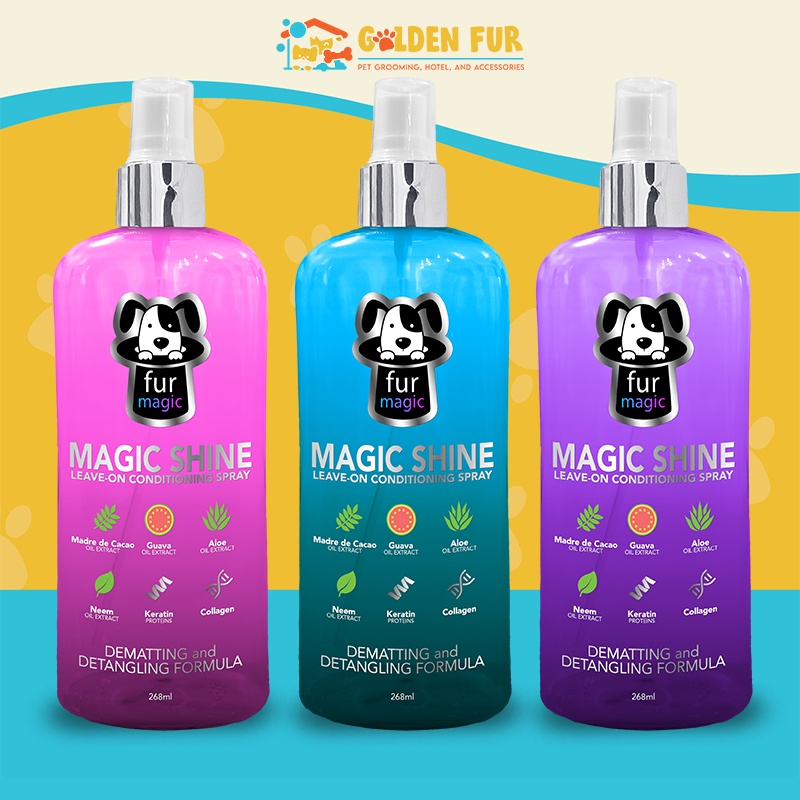 GOLDEN FUR
PET GROOMING, HOTEL, AND ACCESSORIES
fur
magic
MAGIC SHINE
LEAVE-ON CONDITIONING SPRAY
Madre de Cacao
OIL EXTRACT
Guava
OIL EXTRACT
Aloe
OIL EXTRACT
Neem
OIL EXTRACT
Keratin
PROTEINS
Collagen
DEMATTING and
DETANGLING FORMULA
268ml
fur
magic
MAGIC SHINE
LEAVE-ON CONDITIONING SPRAY
Madre de Cacao
OIL EXTRACT
Guava
OIL EXTRACT
Aloe
OIL EXTRACT
Neem
OIL EXTRACT
Keratin
PROTEINS
Collagen
DEMATTING and
DETANGLING FORMULA
268ml
fur
magic
MAGIC SHINE
LEAVE-ON CONDITIONING SPRAY
Madre de Cacao
OIL EXTRACT
Guava
OIL EXTRACT
Aloe
OIL EXTRACT
Neem
OIL EXTRACT
Keratin
PROTEINS
Collagen
DEMATTING and
DETANGLING FORMULA
268ml